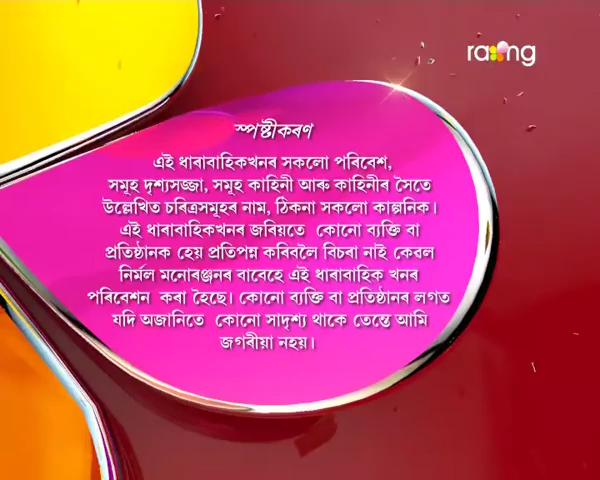 raang
স্পষ্টীকৰণ
এই ধাৰাবাহিকখনৰ সকলো পৰিবেশ,
সমূহ দৃশ্যসজ্জা, সমূহ কাহিনী আৰু কাহিনীৰ সৈতে
উল্লেখিত চৰিত্ৰসমূহৰ নাম, ঠিকনা সকলো কাল্পনিক।
এই ধাৰাবাহিকখনৰ জৰিয়তে কোনো ব্যক্তি বা
প্ৰতিষ্ঠানক হেয় প্ৰতিপন্ন কৰিবলৈ বিচৰা নাই কেৱল
নিৰ্মল মনোৰঞ্জনৰ বাবেহে এই ধাৰাবাহিক খনৰ
পৰিবেশন কৰা হৈছে। কোনো ব্যক্তি বা প্ৰতিষ্ঠানৰ লগত
যদি অজানিতে কোনো সাদৃশ্য থাকে তেন্তে আমি
জগৰীয়া নহয়।